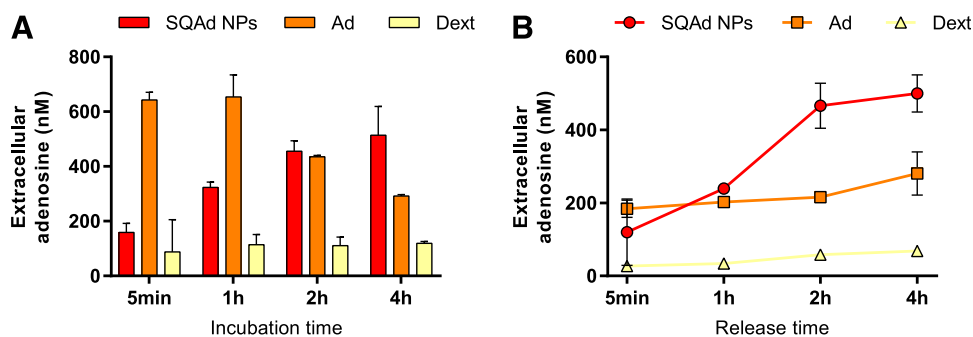 A
SQAd NPs Ad Dext
Extracellular
adenosine (nM)
800
600
400
200
0
5min 1h 2h 4h
Incubation time
B
SQAd NPs Ad Dext
Extracellular
adenosine (nM)
600
400
200
0
5min 1h 2h 4h
Release time